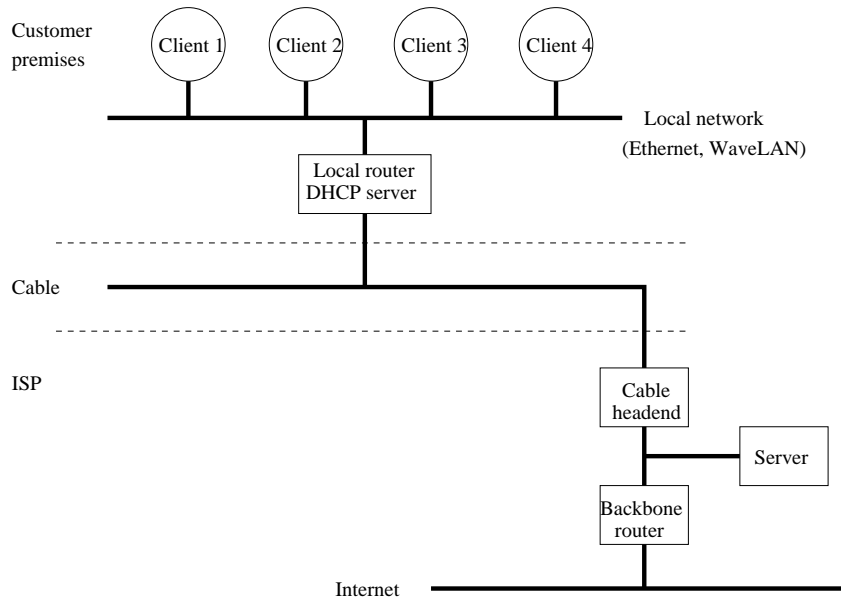 Customer
premises
Client 1
Client 2
Client 3
Client 4
Local network
(Ethernet, WaveLAN)
Local router
DHCP server
Cable
ISP
Cable
headend
Server
Backbone
router
Internet